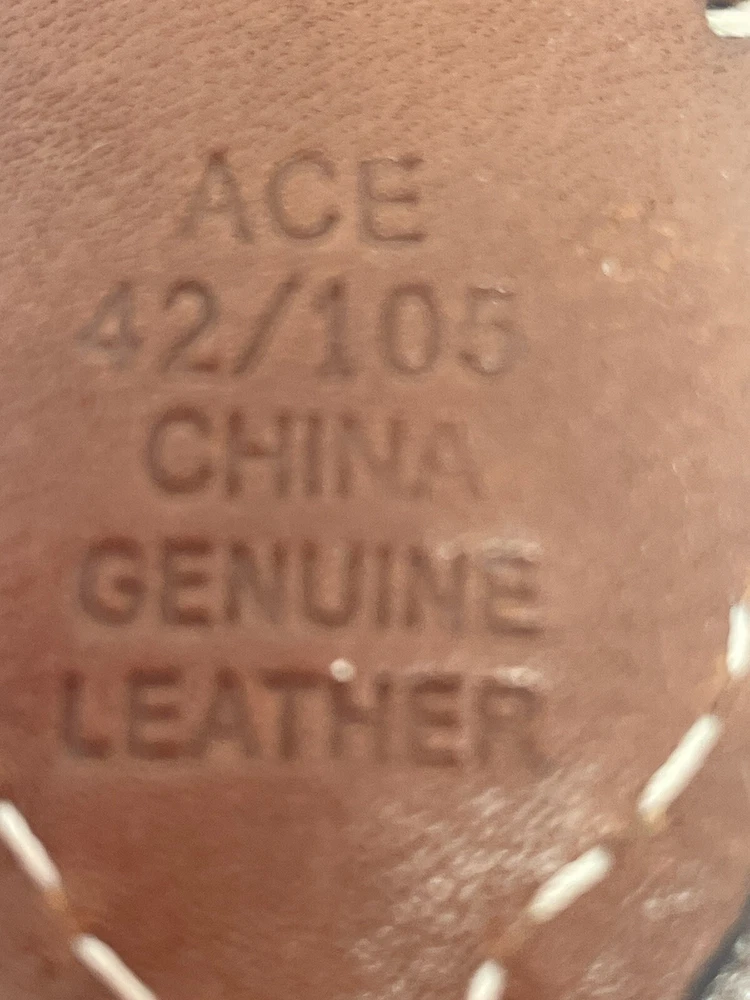 ACE
42/105
CHINA
GENUINE
LEATHER